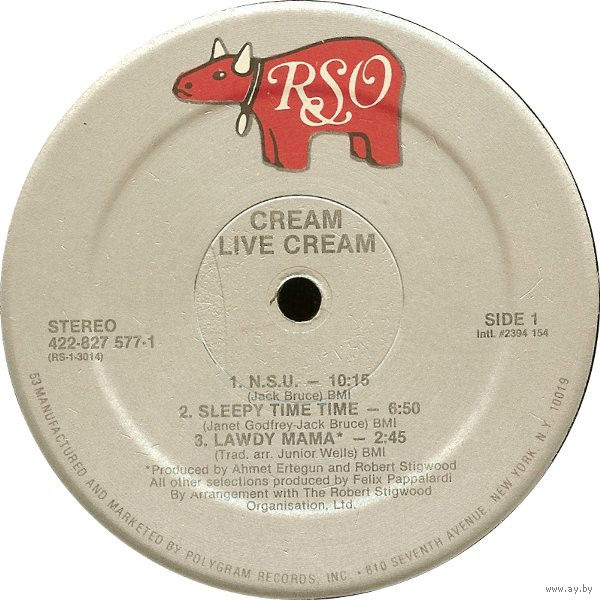 RSO
CREAM
LIVE CREAM
STEREO
422-827 577-1
(RS-1-3014)
SIDE 1
Intl. #2394 154
1. N.S.U. — 10:15
(Jack Bruce) BMI
2. SLEEPY TIME TIME — 6:50
(Janet Godfrey-Jack Bruce) BMI
3. LAWDY MAMA* — 2:45
(Trad. arr. Junior Wells) BMI
*Produced by Ahmet Ertegun and Robert Stigwood
All other selections produced by Felix Pappalardi
By Arrangement with The Robert Stigwood
Organisation, Ltd.
53 MANUFACTURED AND MARKETED BY POLYGRAM RECORDS, INC. • 810 SEVENTH AVENUE, NEW YORK, N.Y. 10019
www.ay.by